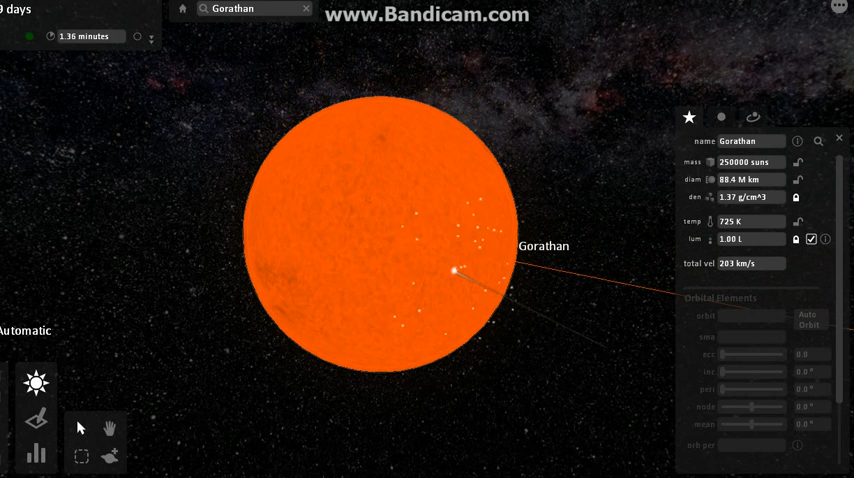 9 days
Gorathan
www.Bandicam.com
1.36 minutes
name Gorathan
mass 250000 suns
diam 88.4 M km
den 1.37 g/cm^3
temp 725 K
lum 1.00 L
total vel 203 km/s
Gorathan
Orbital Elements
orbit Auto Orbit
sma
ecc 0.0
inc 0.0 °
peri 0.0 °
node 0.0 °
mean 0.0 °
orb per
Automatic